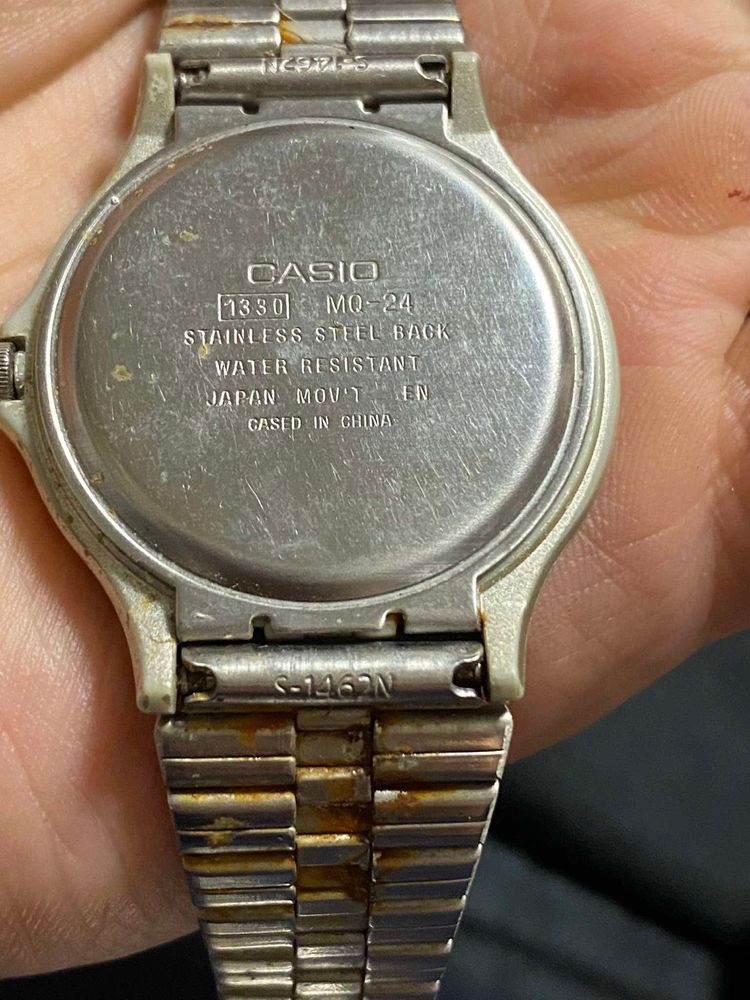 S-1462N
CASIO
1330 MQ-24
STAINLESS STEEL BACK
WATER RESISTANT
JAPAN MOV'T EN
CASED IN CHINA
S-1462N